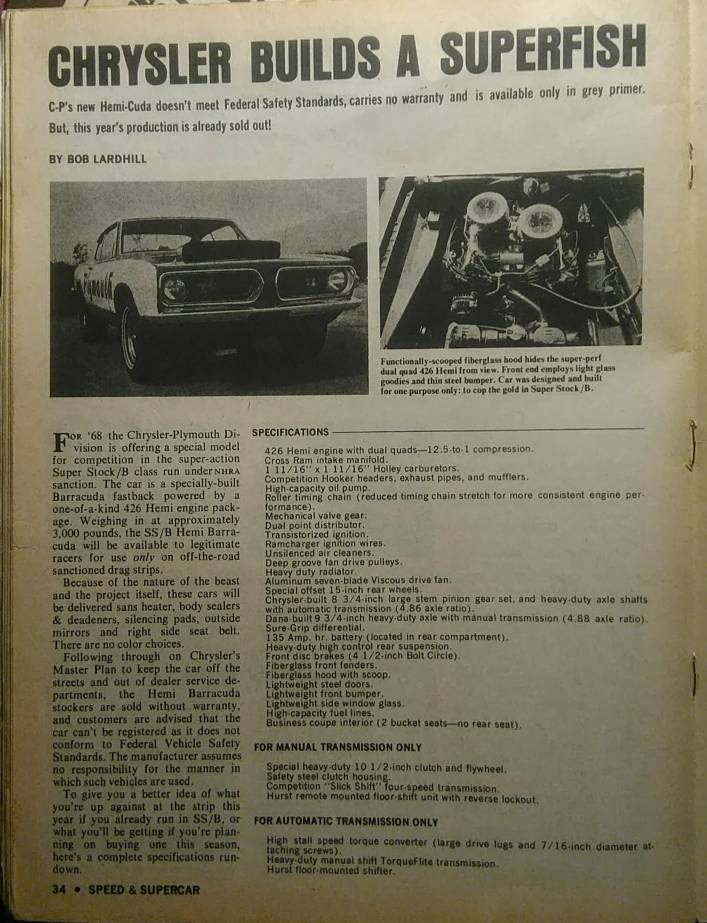 CHRYSLER BUILDS A SUPERFISH
C-P's new Hemi-Cuda doesn't meet Federal Safety Standards, carries no warranty and is available only in grey primer.
But, this year's production is already sold out!
BY BOB LARDHILL
Plymouth
Functionally-scooped fiberglass hood hides the super-perf
dual quad 426 Hemi from view. Front end employs light glass
goodies and thin steel bumper. Car was designed and built
for one purpose only: to cop the gold in Super Stock/B.
FOR '68 the Chrysler-Plymouth Di-
vision is offering a special model
for competition in the super-action
Super Stock/B class run under NHRA
sanction. The car is a specially-built
Barracuda fastback powered by a
one-of-a-kind 426 Hemi engine pack-
age. Weighing in at approximately
3,000 pounds, the SS/B Hemi Barra-
cuda will be available to legitimate
racers for use only on off-the-road
sanctioned drag strips.
Because of the nature of the beast
and the project itself, these cars will
be delivered sans heater, body sealers
& deadeners, silencing pads, outside
mirrors and right side seat belt.
There are no color choices.
Following through on Chrysler's
Master Plan to keep the car off the
streets and out of dealer service de-
partments, the Hemi Barracuda
stockers are sold without warranty,
and customers are advised that the
car can't be registered as it does not
conform to Federal Vehicle Safety
Standards. The manufacturer assumes
no responsibility for the manner in
which such vehicles are used.
To give you a better idea of what
you're up against at the strip this
year if you already run in SS/B, or
what you'll be getting if you're plan-
ning on buying one this season,
here's a complete specifications run-
down.
SPECIFICATIONS
426 Hemi engine with dual quads—12.5-to-1 compression.
Cross Ram intake manifold.
1 11/16" x 1 11/16" Holley carburetors.
Competition Hooker headers, exhaust pipes, and mufflers.
High-capacity oil pump.
Roller timing chain (reduced timing chain stretch for more consistent engine per-
formance).
Mechanical valve gear.
Dual point distributor.
Transistorized ignition.
Ramcharger ignition wires.
Unsilenced air cleaners.
Deep groove fan drive pulleys.
Heavy duty radiator.
Aluminum seven-blade Viscous drive fan.
Special offset 15-inch rear wheels.
Chrysler-built 8 3/4-inch large stem pinion gear set, and heavy-duty axle shafts
with automatic transmission (4.86 axle ratio).
Dana-built 9 3/4-inch heavy-duty axle with manual transmission (4.88 axle ratio).
Sure-Grip differential.
135 Amp. hr. battery (located in rear compartment).
Heavy-duty high control rear suspension.
Front disc brakes (4 1/2-inch Bolt Circle).
Fiberglass front fenders.
Fiberglass hood with scoop.
Lightweight steel doors.
Lightweight front bumper.
Lightweight side window glass.
High-capacity fuel lines.
Business coupe interior (2 bucket seats—no rear seat).
FOR MANUAL TRANSMISSION ONLY
Special heavy-duty 10 1/2-inch clutch and flywheel.
Safety steel clutch housing.
Competition "Slick Shift" four-speed transmission.
Hurst remote mounted floor-shift unit with reverse lockout.
FOR AUTOMATIC TRANSMISSION ONLY
High stall speed torque converter (large drive lugs and 7/16-inch diameter at-
taching screws).
Heavy-duty manual shift TorqueFlite transmission.
Hurst floor-mounted shifter.
34 • SPEED & SUPERCAR